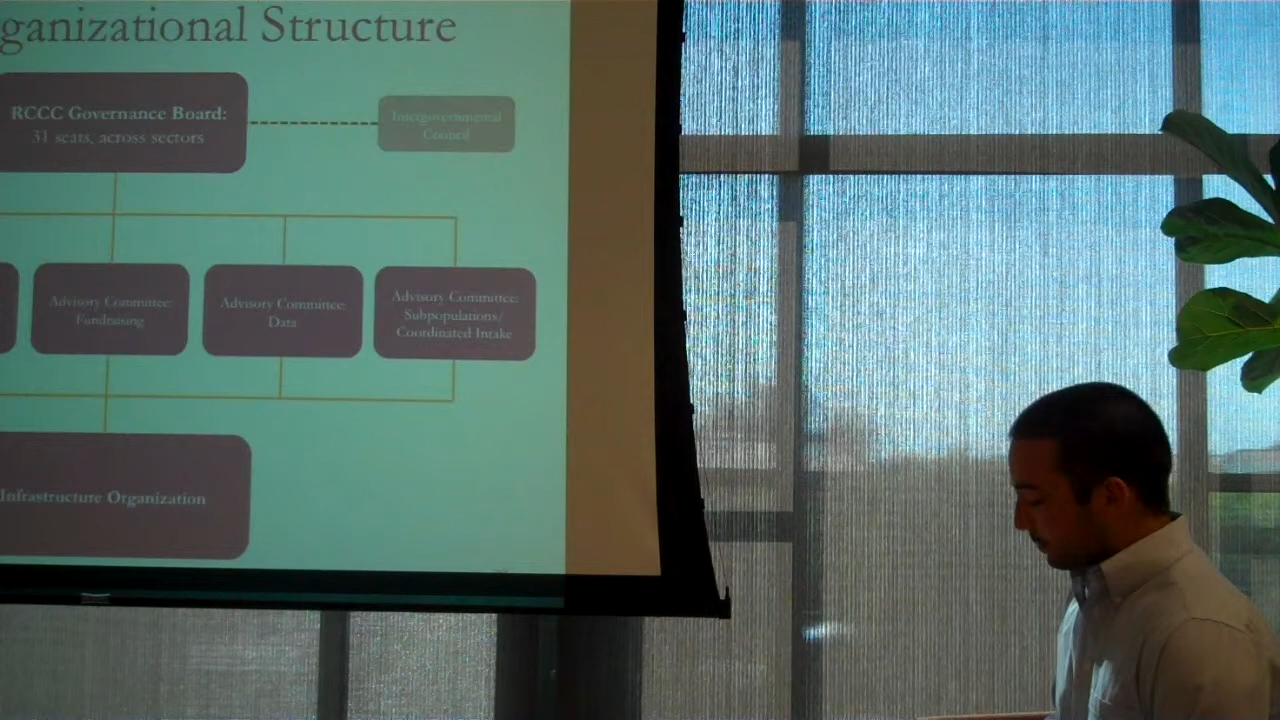 ganizational Structure
RCCC Governance Board:
31 seats, across sectors
Intergovernmental
Council
Advisory Committee:
Fundraising
Advisory Committee:
Data
Advisory Committee:
Subpopulations/
Coordinated Intake
Infrastructure Organization